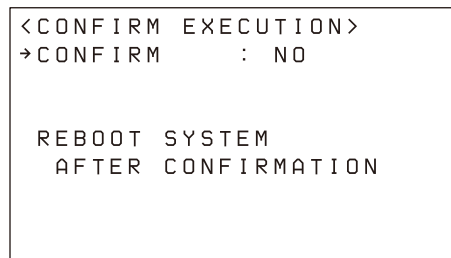 <CONFIRM EXECUTION>
→CONFIRM : NO
REBOOT SYSTEM
AFTER CONFIRMATION